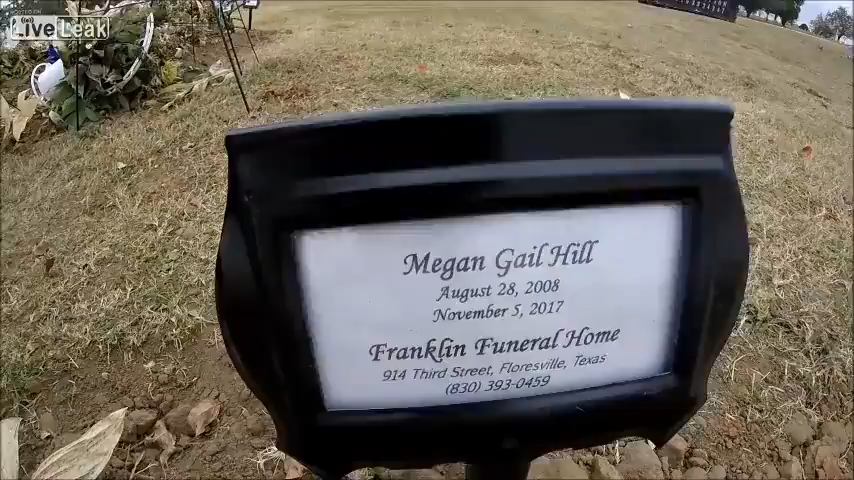 LiveLeak
Megan Gail Hill
August 28, 2008
November 5, 2017
Franklin Funeral Home
914 Third Street, Floresville, Texas
(830) 393-0459